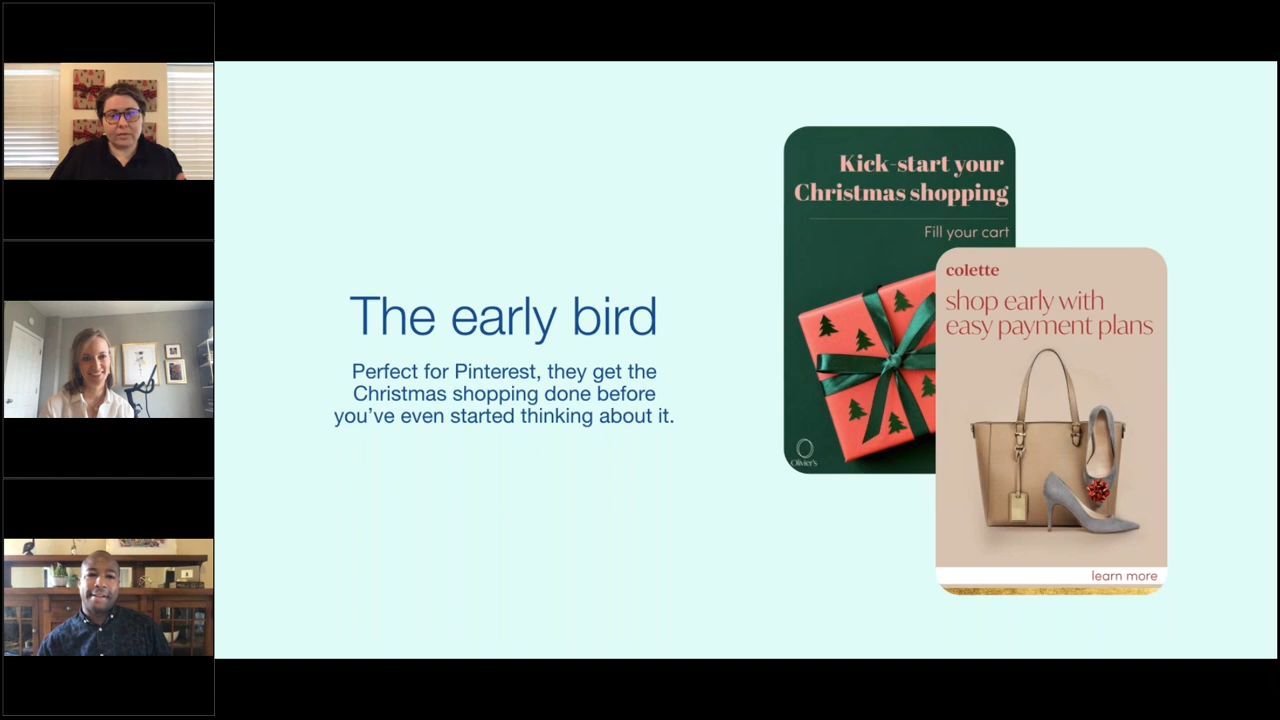 The early bird
Perfect for Pinterest, they get the
Christmas shopping done before
you've even started thinking about it.
Kick-start your
Christmas shopping
Fill your cart
Olivier's
colette
shop early with
easy payment plans
learn more